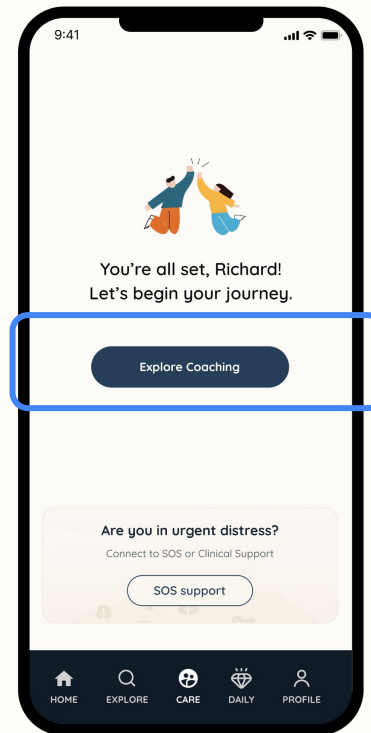 9:41
You're all set, Richard!
Let's begin your journey.
Explore Coaching
Are you in urgent distress?
Connect to SOS or Clinical Support
SOS support
HOME EXPLORE CARE DAILY PROFILE